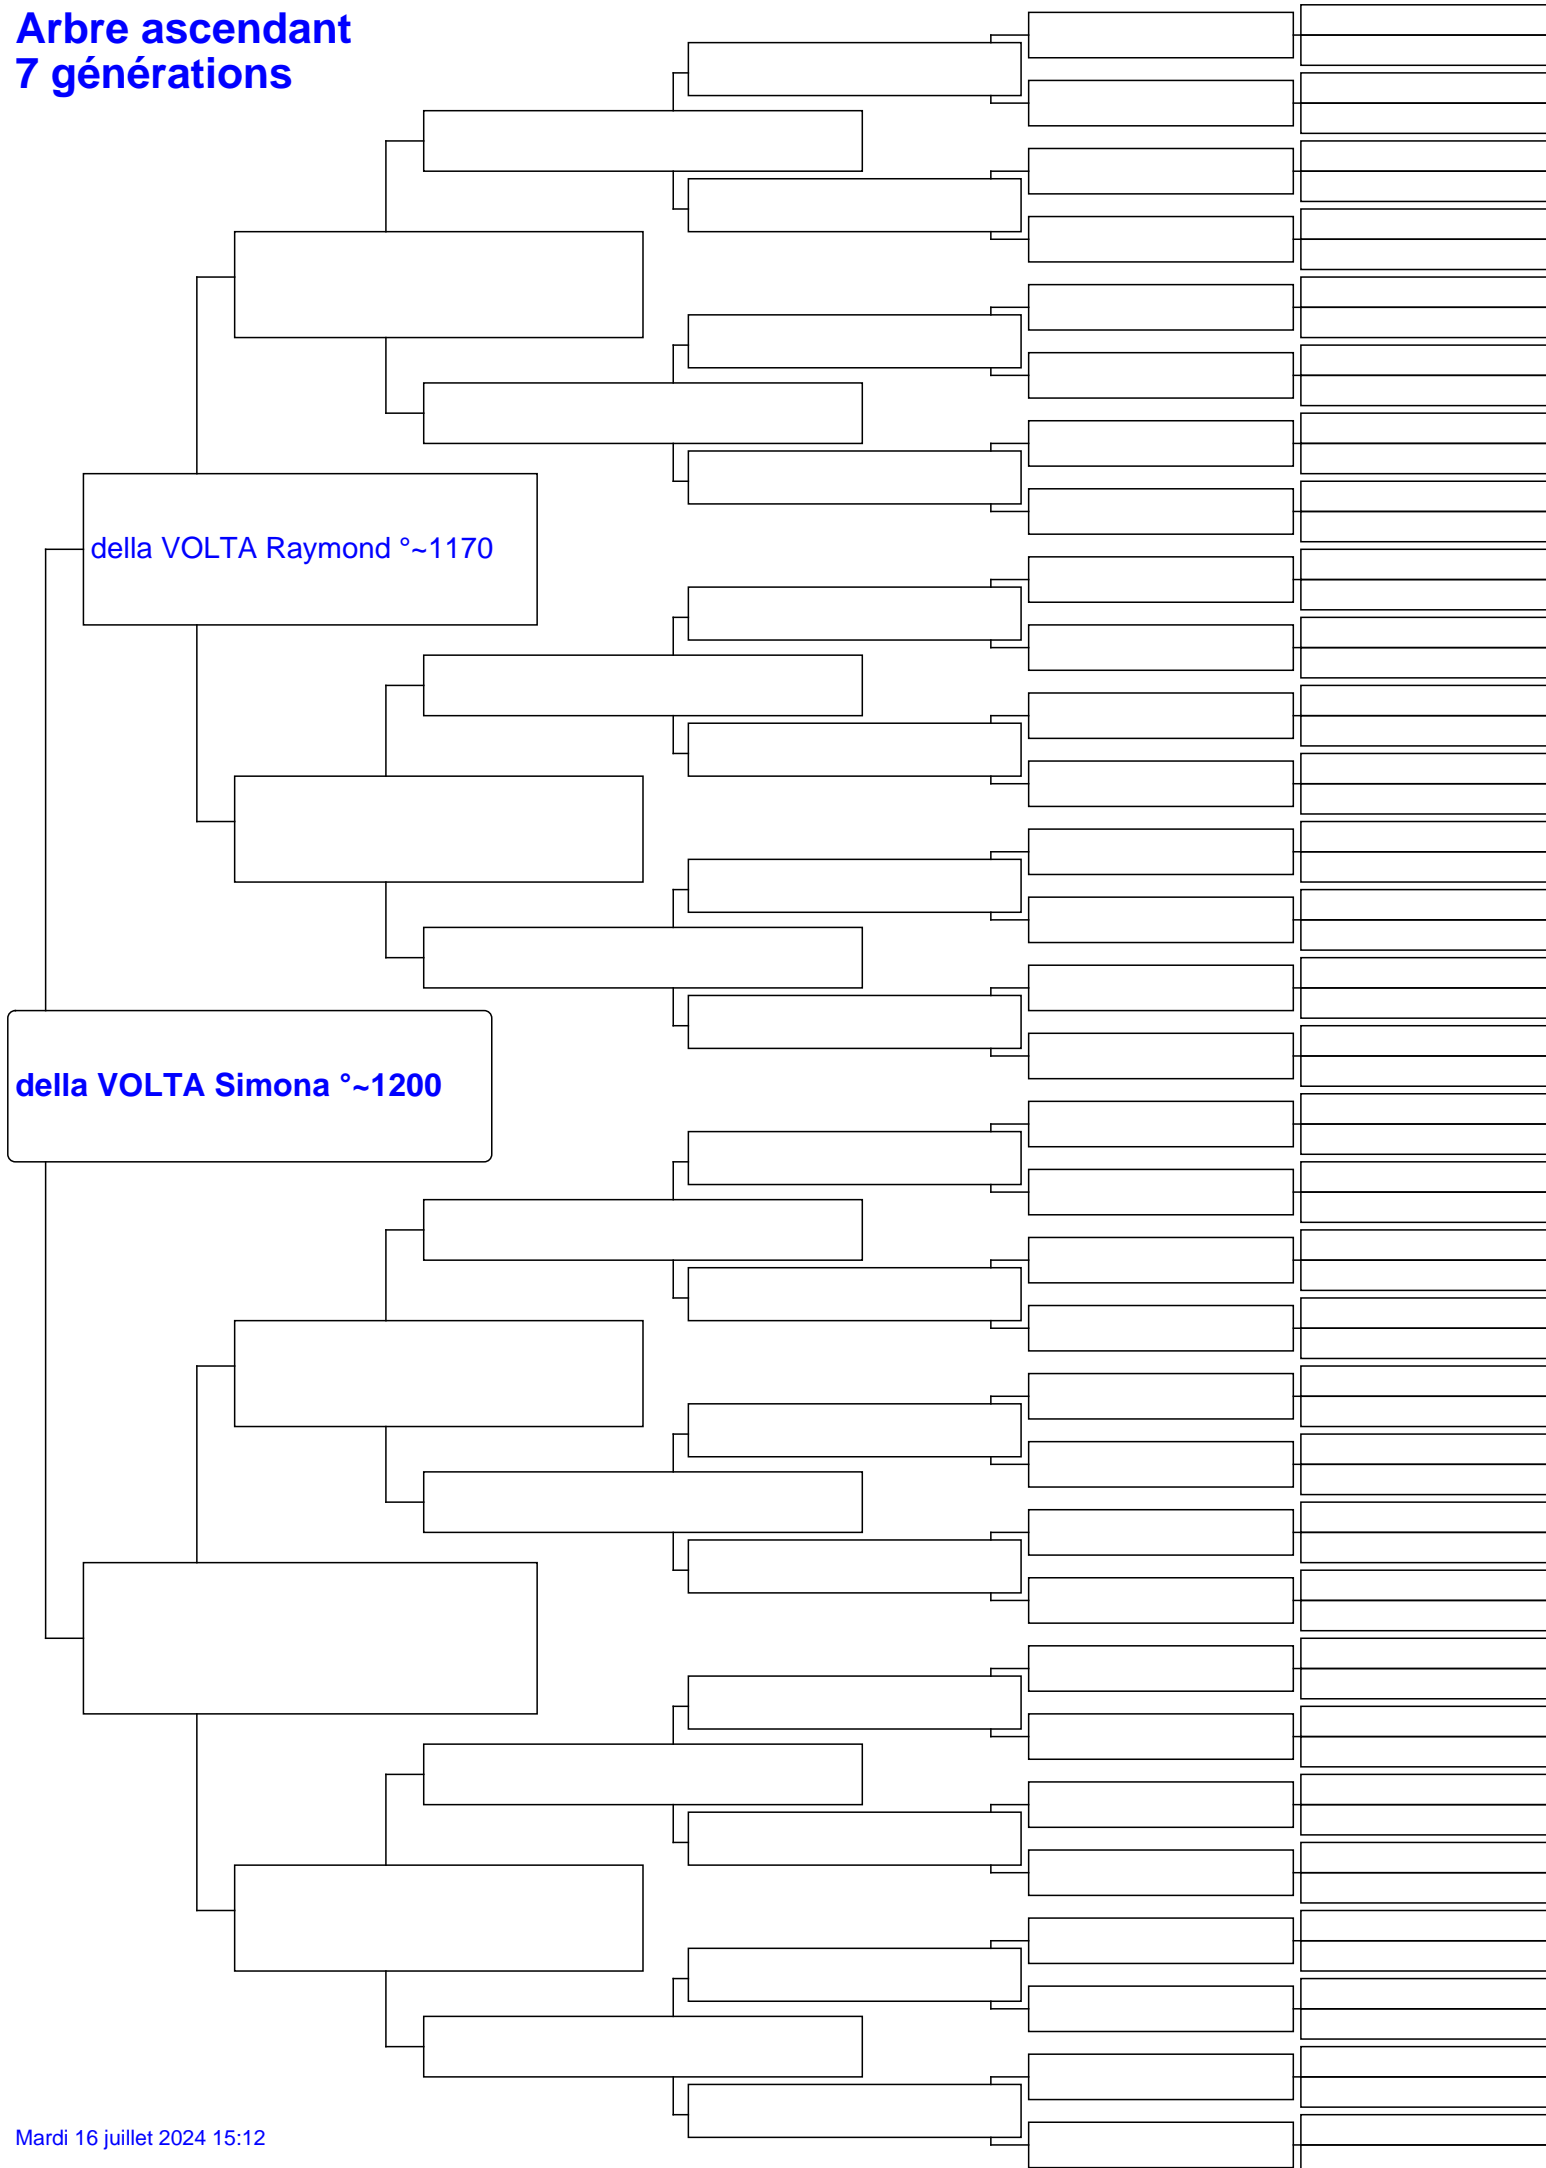 Arbre ascendant
7 générations
della VOLTA Raymond °~1170
della VOLTA Simona °~1200
Mardi 16 juillet 2024 15:12